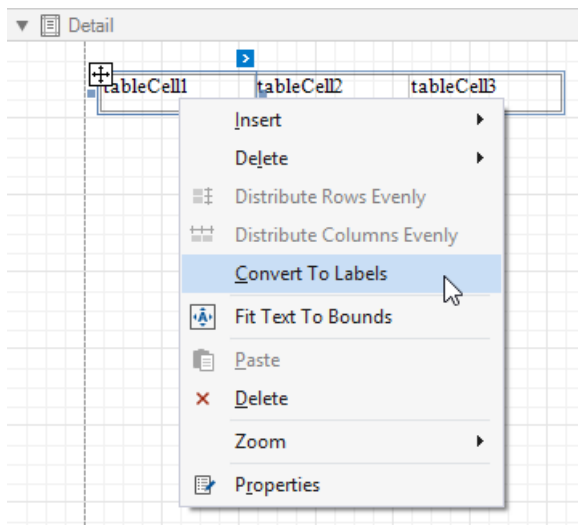 Detail
tableCell1 tableCell2 tableCell3
Insert
Delete
Distribute Rows Evenly
Distribute Columns Evenly
Convert To Labels
Fit Text To Bounds
Paste
Delete
Zoom
Properties